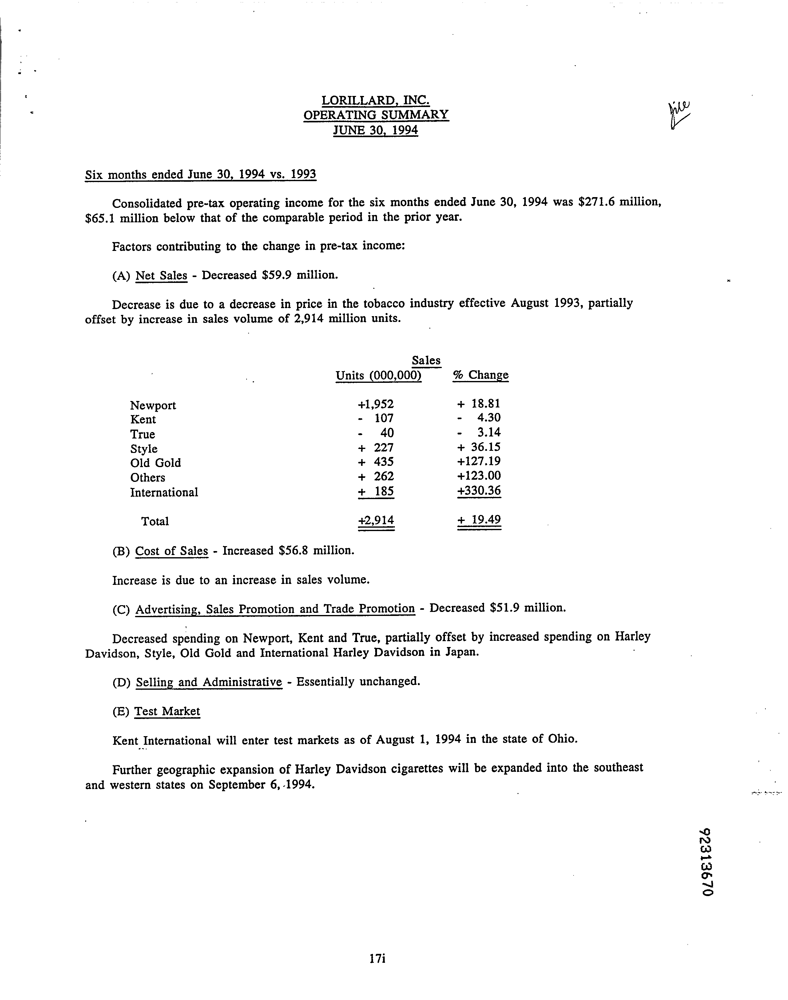 LORILLARD, INC.
OPERATING SUMMARY
JUNE 30, 1994
Six months ended June 30, 1994 vs. 1993
Consolidated pre-tax operating income for the six months ended June 30, 1994 was $271.6 million,
$65.1 million below that of the comparable period in the prior year.
Factors contributing to the change in pre-tax income:
(A) Net Sales - Decreased $59.9 million.
Decrease is due to a decrease in price in the tobacco industry effective August 1993, partially
offset by increase in sales volume of 2,914 million units.
Sales
Units (000,000) % Change
Newport +1,952 + 18.81
Kent - 107 - 4.30
True - 40 - 3.14
Style + 227 + 36.15
Old Gold + 435 +127.19
Others + 262 +123.00
International + 185 +330.36
Total +2,914 + 19.49
(B) Cost of Sales - Increased $56.8 million.
Increase is due to an increase in sales volume.
(C) Advertising, Sales Promotion and Trade Promotion - Decreased $51.9 million.
Decreased spending on Newport, Kent and True, partially offset by increased spending on Harley
Davidson, Style, Old Gold and International Harley Davidson in Japan.
(D) Selling and Administrative - Essentially unchanged.
(E) Test Market
Kent International will enter test markets as of August 1, 1994 in the state of Ohio.
Further geographic expansion of Harley Davidson cigarettes will be expanded into the southeast
and western states on September 6, 1994.
92313670
17i